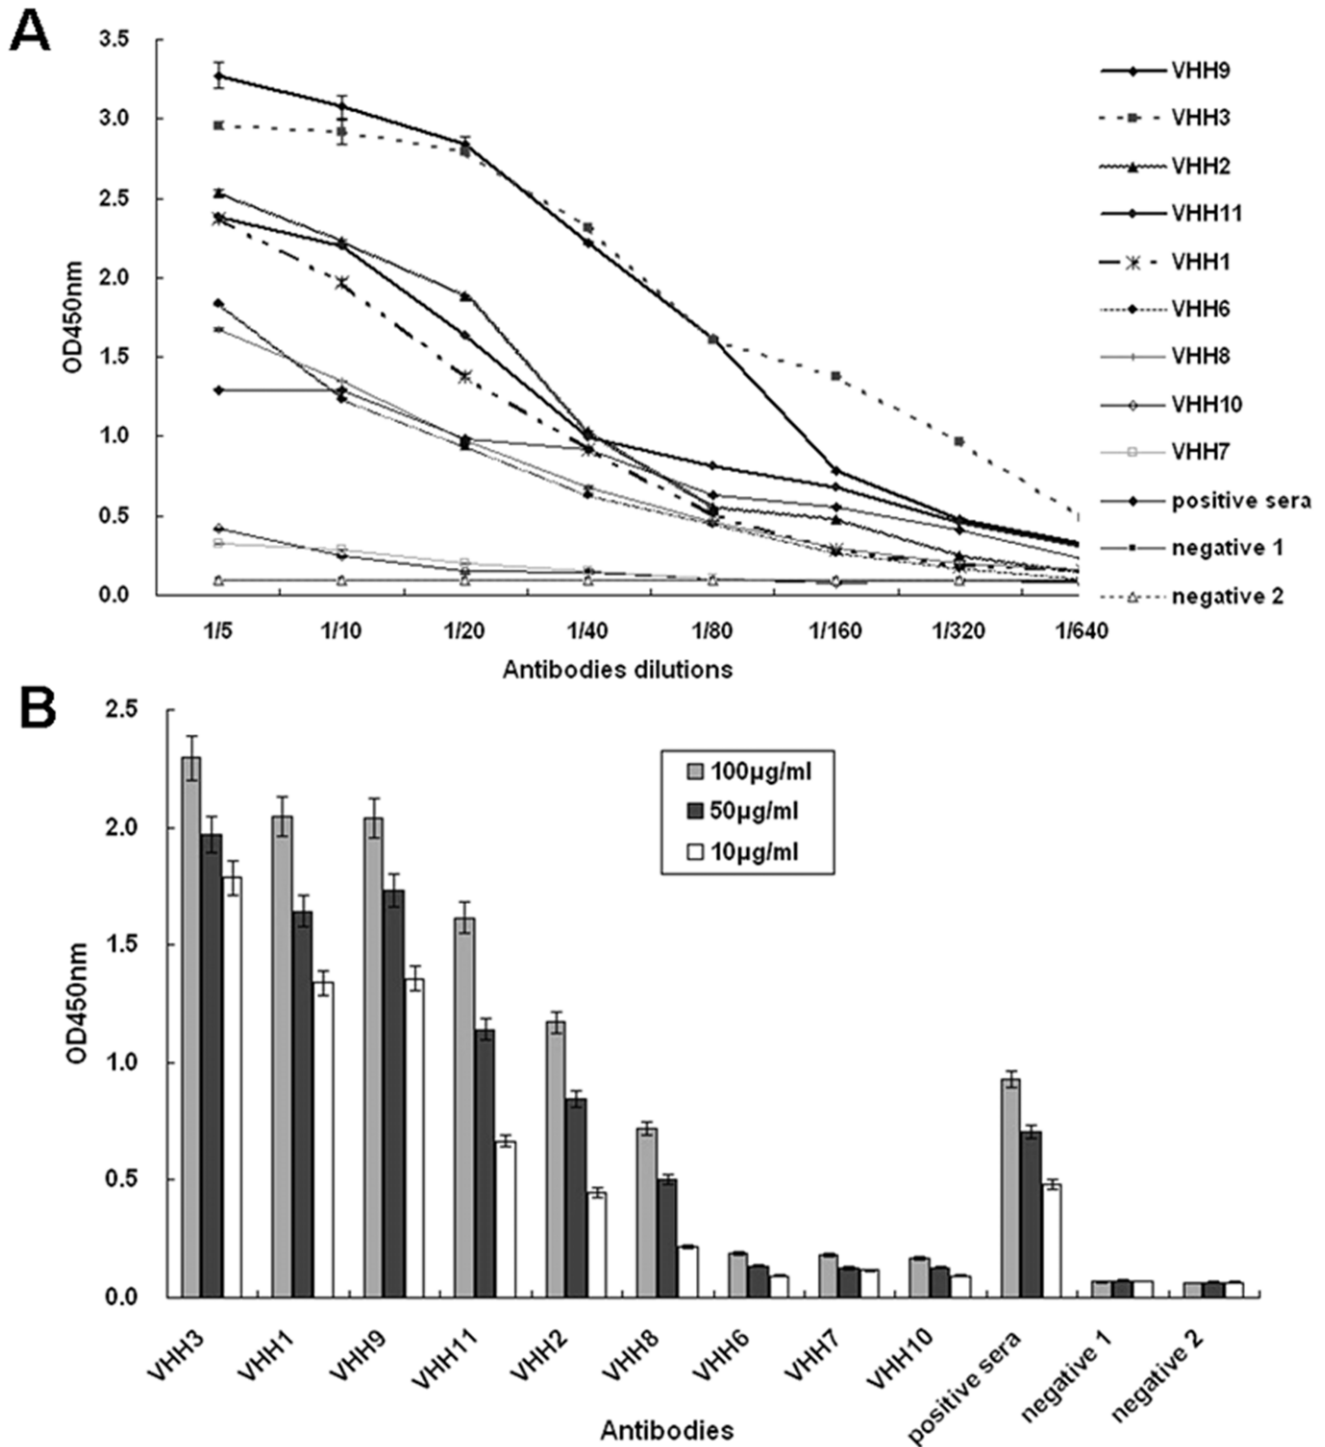 A
3.5
3.0
2.5
2.0
1.5
1.0
0.5
0.0
OD450nm
1/5 1/10 1/20 1/40 1/80 1/160 1/320 1/640
Antibodies dilutions
VHH9
VHH3
VHH2
VHH11
VHH1
VHH6
VHH8
VHH10
VHH7
positive sera
negative 1
negative 2
B
2.5
2.0
1.5
1.0
0.5
0.0
OD450nm
100µg/ml
50µg/ml
10µg/ml
VHH3 VHH1 VHH9 VHH11 VHH2 VHH8 VHH6 VHH7 VHH10 positive sera negative 1 negative 2
Antibodies